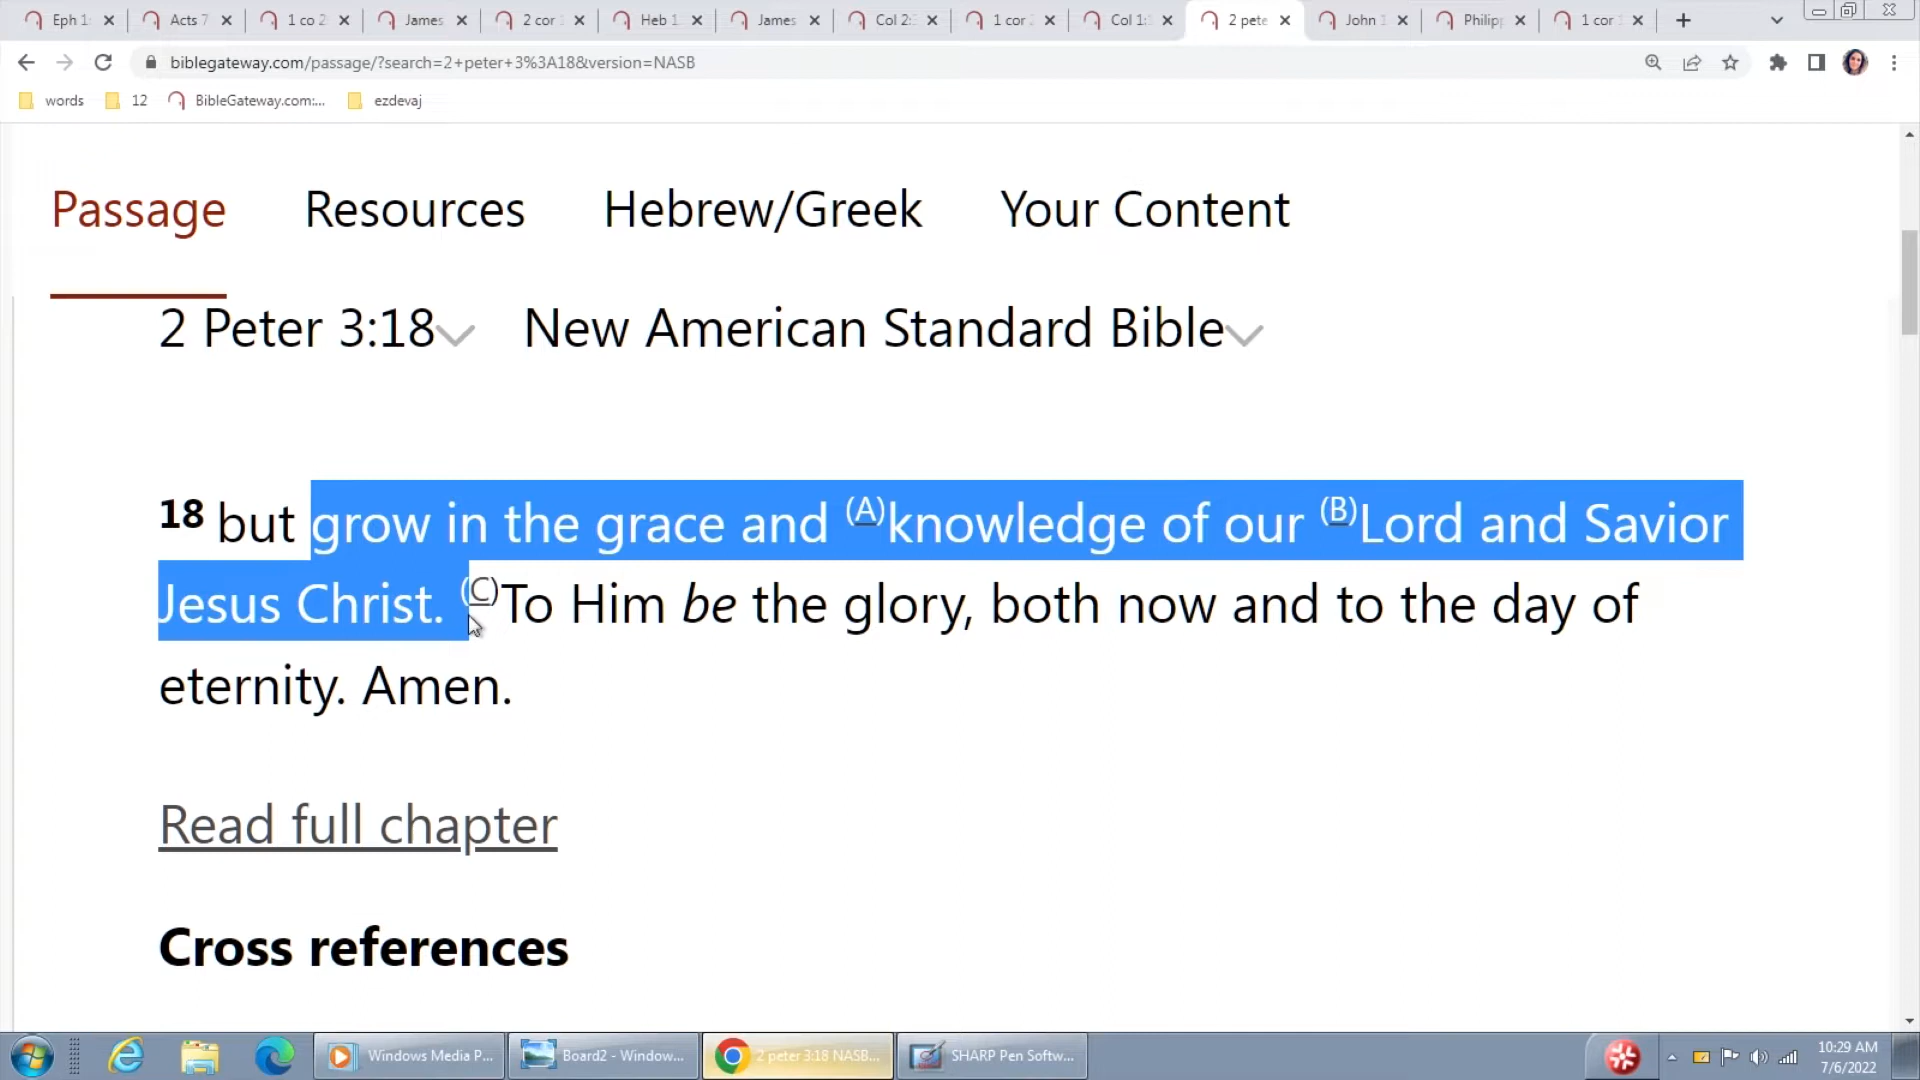 Eph 1: Acts 7 1 co 2 James 2 cor Heb 1 James Col 2: 1 cor 2 Col 1: 2 pete John 1 Philipp 1 cor
biblegateway.com/passage/?search=2+peter+3%3A18&version=NASB
words 12 BibleGateway.com:... ezdevaj
Passage Resources Hebrew/Greek Your Content
2 Peter 3:18 New American Standard Bible
18 but grow in the grace and (A)knowledge of our (B)Lord and Savior
Jesus Christ. (C)To Him be the glory, both now and to the day of
eternity. Amen.
Read full chapter
Cross references
Windows Media P... Board2 - Window... 2 peter 3:18 NASB... SHARP Pen Softw...
10:29 AM
7/6/2022